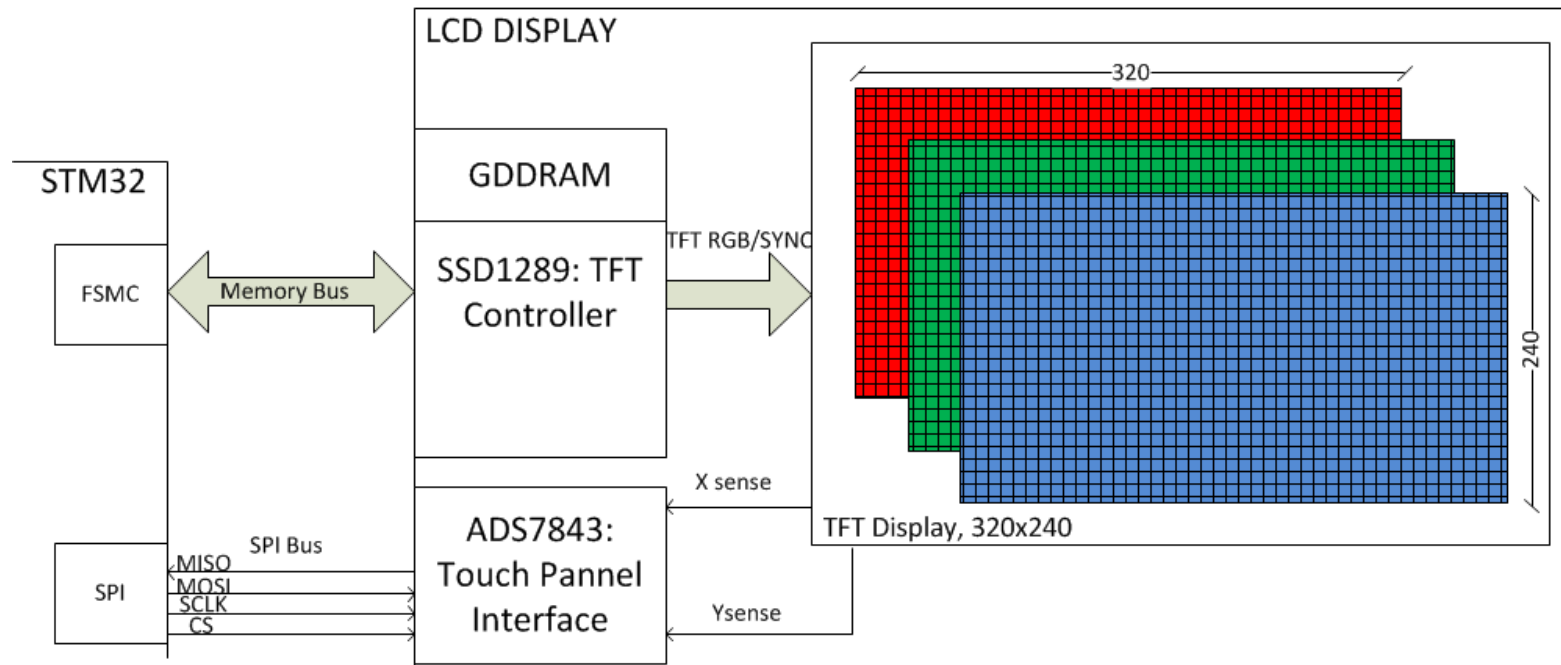 LCD DISPLAY
320
STM32
GDDRAM
TFT RGB/SYNC
SSD1289: TFT
Controller
FSMC
Memory Bus
240
X sense
TFT Display, 320x240
ADS7843:
Touch Pannel
Interface
SPI Bus
MISO
MOSI
SCLK
CS
SPI
Ysense